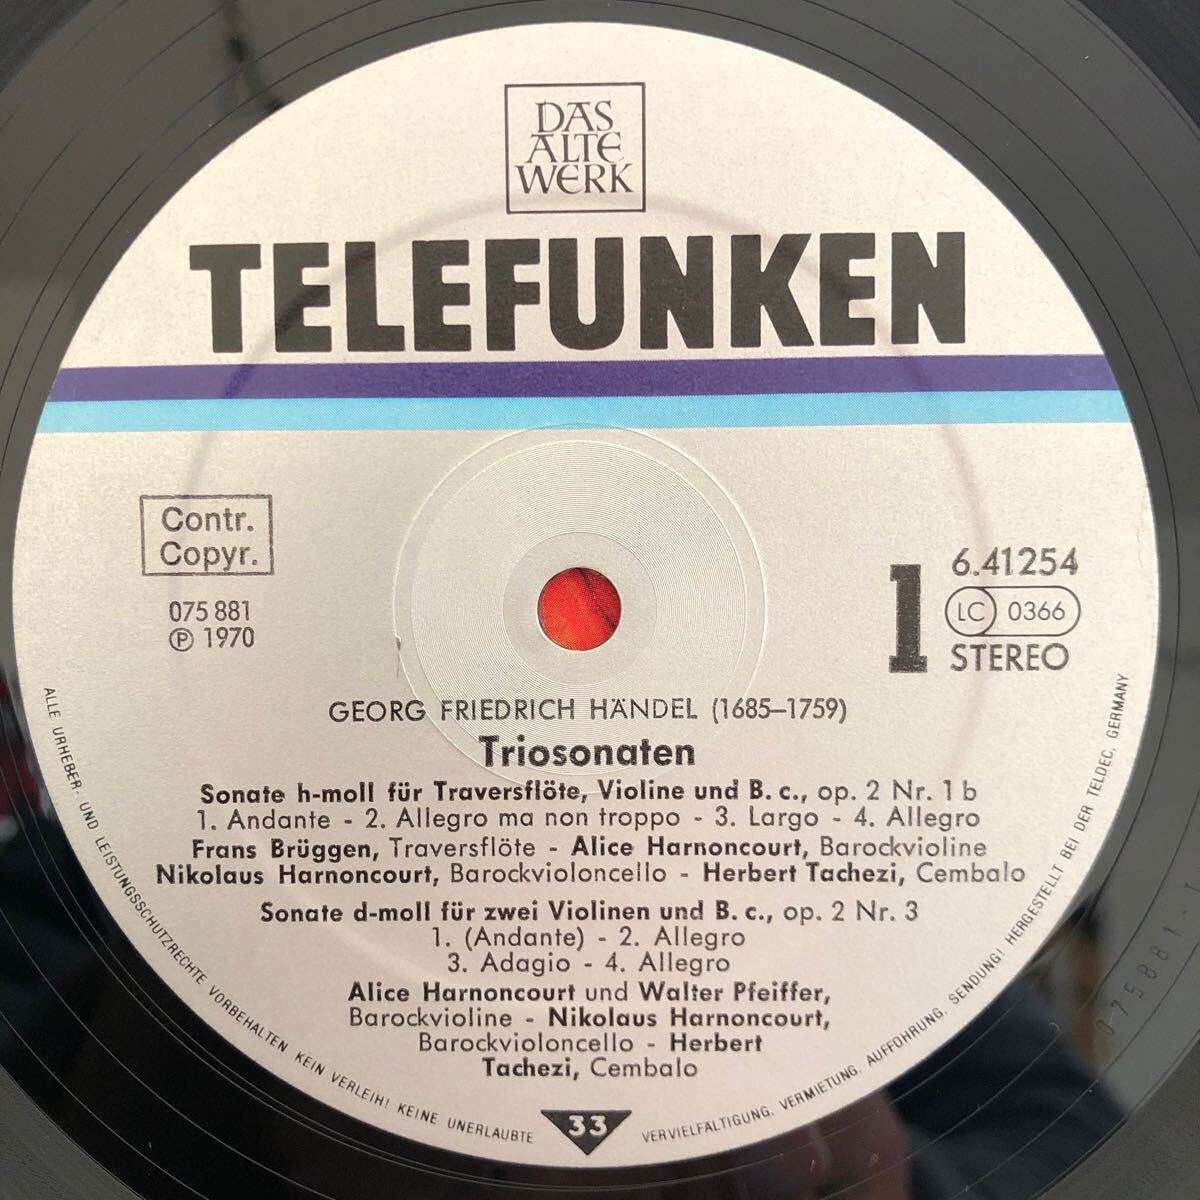 DAS
ALTE
WERK
TELEFUNKEN
Contr.
Copyr.
075 881
Ⓟ 1970
1
6.41254
LC 0366
STEREO
GEORG FRIEDRICH HÄNDEL (1685–1759)
Triosonaten
Sonate h-moll für Traversflöte, Violine und B. c., op. 2 Nr. 1 b
1. Andante - 2. Allegro ma non troppo - 3. Largo - 4. Allegro
Frans Brüggen, Traversflöte - Alice Harnoncourt, Barockvioline
Nikolaus Harnoncourt, Barockvioloncello - Herbert Tachezi, Cembalo
Sonate d-moll für zwei Violinen und B. c., op. 2 Nr. 3
1. (Andante) - 2. Allegro
3. Adagio - 4. Allegro
Alice Harnoncourt und Walter Pfeiffer,
Barockvioline - Nikolaus Harnoncourt,
Barockvioloncello - Herbert
Tachezi, Cembalo
33
ALLE URHEBER- UND LEISTUNGSSCHUTZRECHTE VORBEHALTEN KEIN VERLEIH! KEINE UNERLAUBTE VERVIELFÄLTIGUNG, VERMIETUNG, AUFFÜHRUNG, SENDUNG! HERGESTELLT BEI DER TELDEC, GERMANY
075881-1